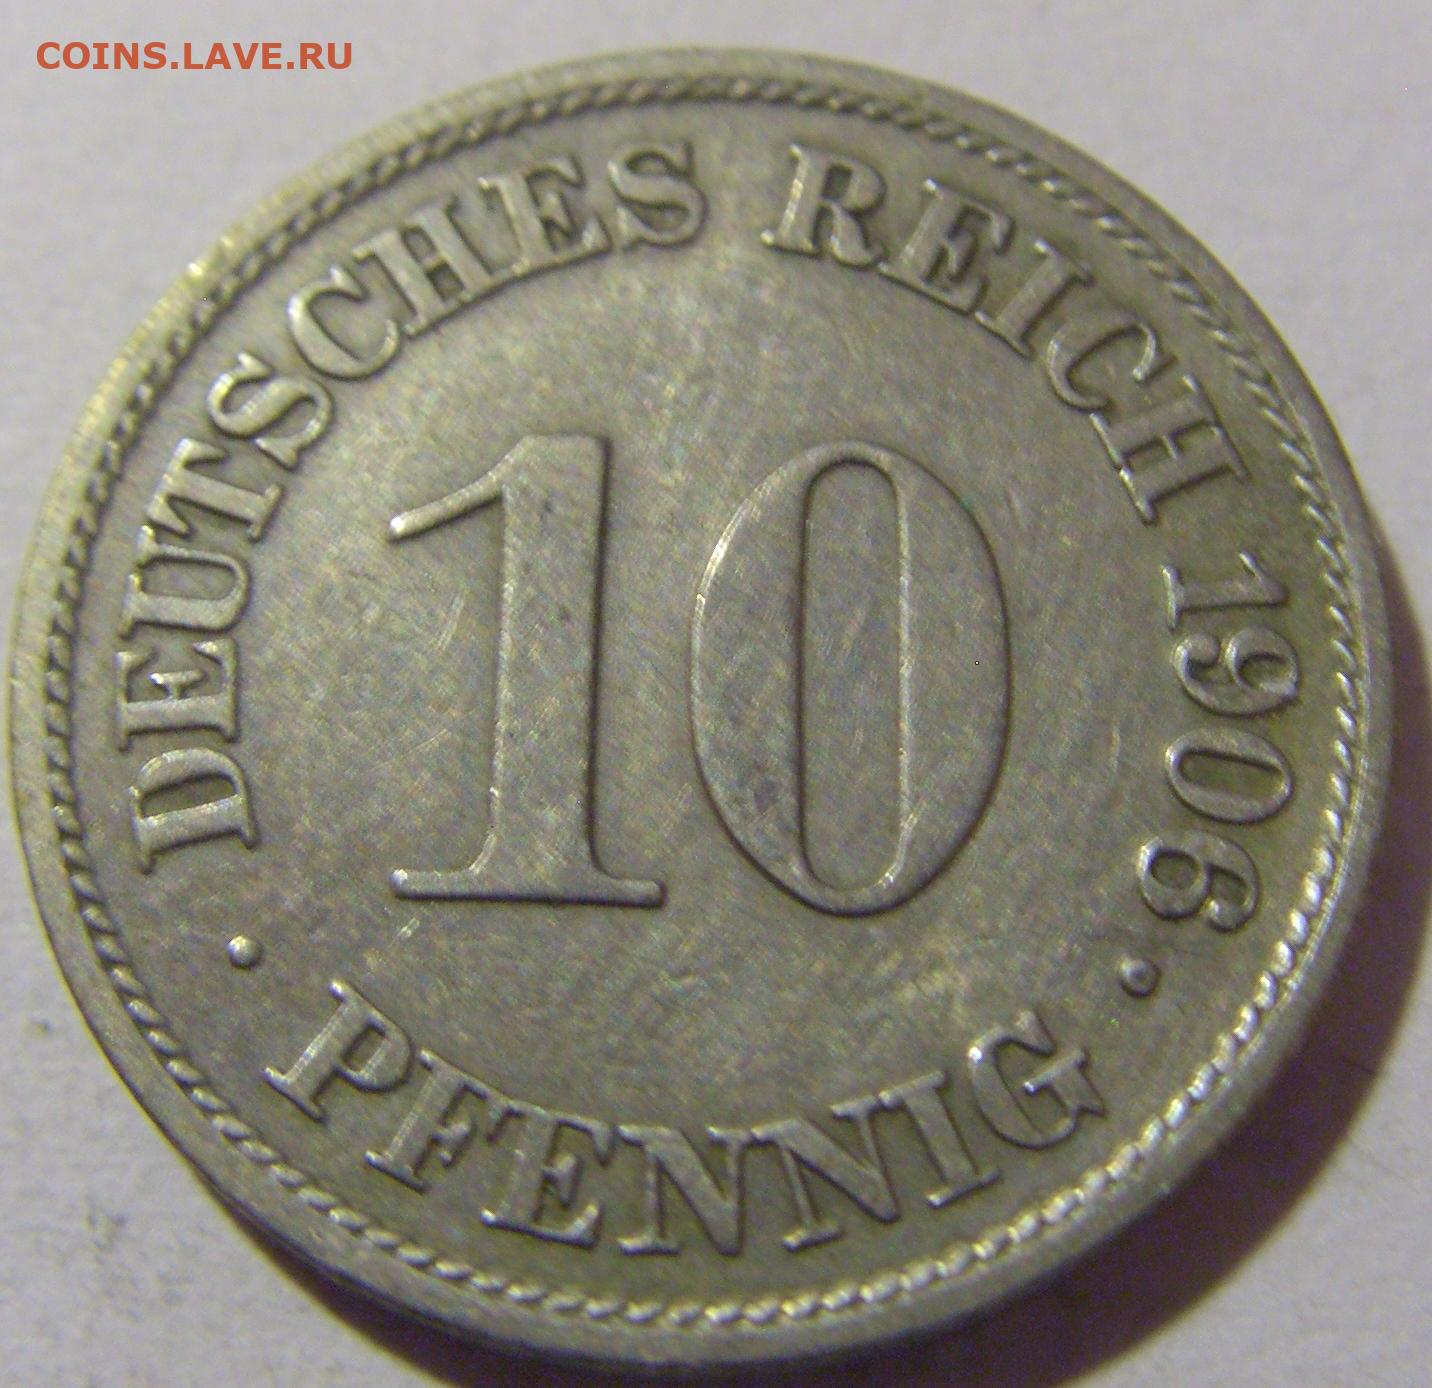 COINS.LAVE.RU
DEUTSCHES REICH 1906
10
· PFENNIG ·